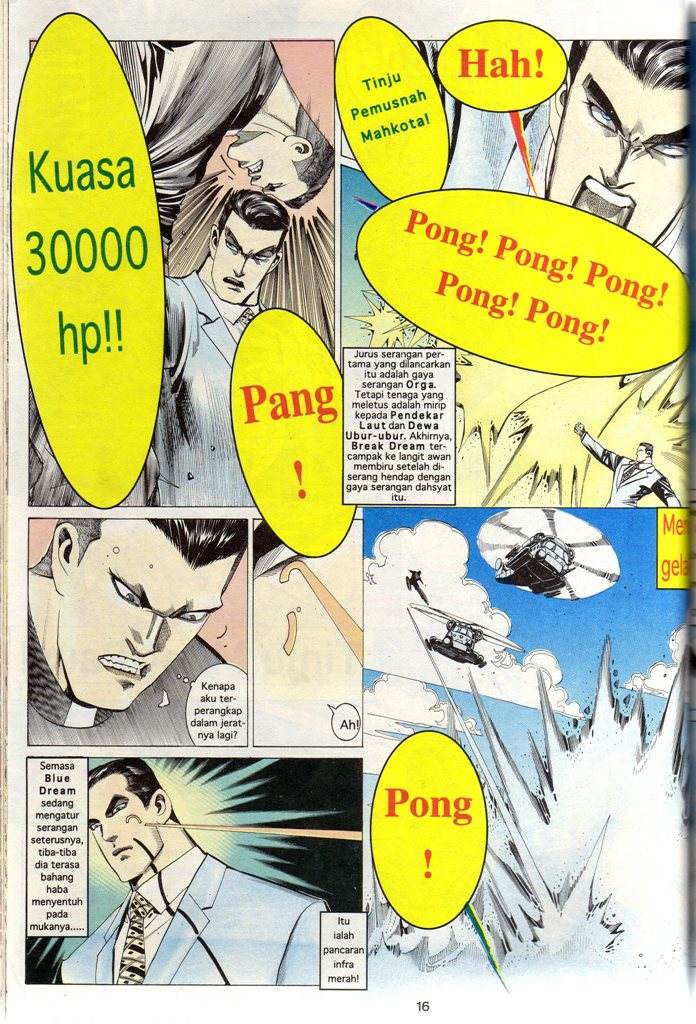 Kuasa
30000
hp!!
Tinju
Pemusnah
Mahkota!
Hah!
Pong! Pong! Pong!
Pong! Pong!
Pang
!
Jurus serangan per-
tama yang dilancarkan
itu adalah gaya
serangan Orga.
Tetapi tenaga yang
meletus adalah mirip
kepada Pendekar
Laut dan Dewa
Ubur-ubur. Akhirnya,
Break Dream ter-
campak ke langit awan
membiru setelah di-
serang hendap dengan
gaya serangan dahsyat
itu.
Kenapa
aku ter-
perangkap
dalam jerat-
nya lagi?
Ah!
Pong
!
Semasa
Blue
Dream
sedang
mengatur
serangan
seterusnya,
tiba-tiba
dia terasa
bahang
haba
menyentuh
pada
mukanya.....
Itu
ialah
pancaran
infra
merah!
16